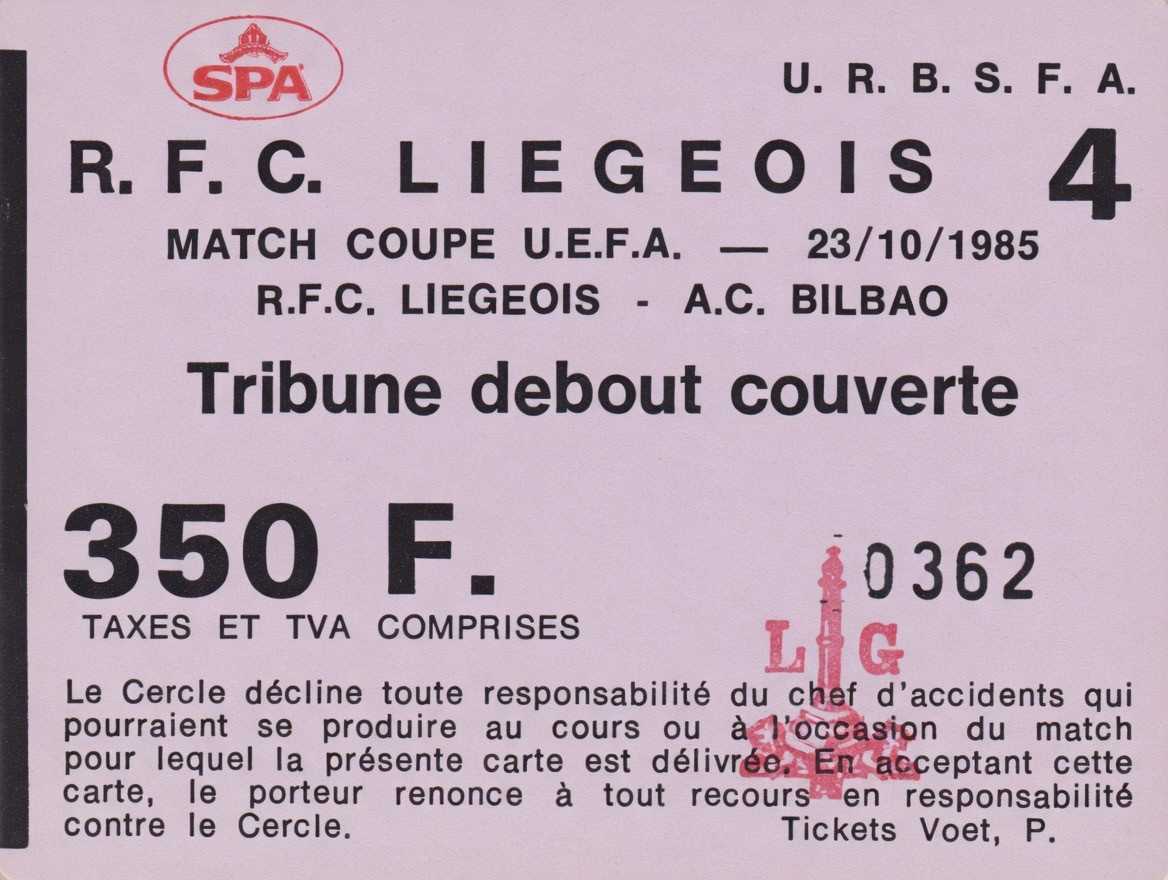 SPA
U. R. B. S. F. A.
R. F. C. LIEGEOIS 4
MATCH COUPE U.E.F.A. — 23/10/1985
R.F.C. LIEGEOIS - A.C. BILBAO
Tribune debout couverte
350 F.
0362
TAXES ET TVA COMPRISES
L G
Le Cercle décline toute responsabilité du chef d'accidents qui
pourraient se produire au cours ou à l'occasion du match
pour lequel la présente carte est délivrée. En acceptant cette
carte, le porteur renonce à tout recours en responsabilité
contre le Cercle.
Tickets Voet, P.